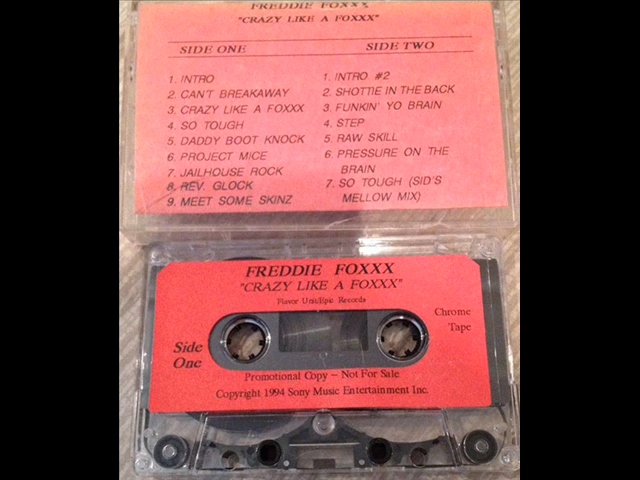 FREDDIE FOXXX
"CRAZY LIKE A FOXXX"
SIDE ONE
1. INTRO
2. CAN'T BREAKAWAY
3. CRAZY LIKE A FOXXX
4. SO TOUGH
5. DADDY BOOT KNOCK
6. PROJECT MICE
7. JAILHOUSE ROCK
8. REV. GLOCK
9. MEET SOME SKINZ
SIDE TWO
1. INTRO #2
2. SHOTTIE IN THE BACK
3. FUNKIN' YO BRAIN
4. STEP
5. RAW SKILL
6. PRESSURE ON THE
BRAIN
7. SO TOUGH (SID'S
MELLOW MIX)
FREDDIE FOXXX
"CRAZY LIKE A FOXXX"
Flavor Unit/Epic Records
Chrome
Tape
Side
One
Promotional Copy – Not For Sale
Copyright 1994 Sony Music Entertainment Inc.